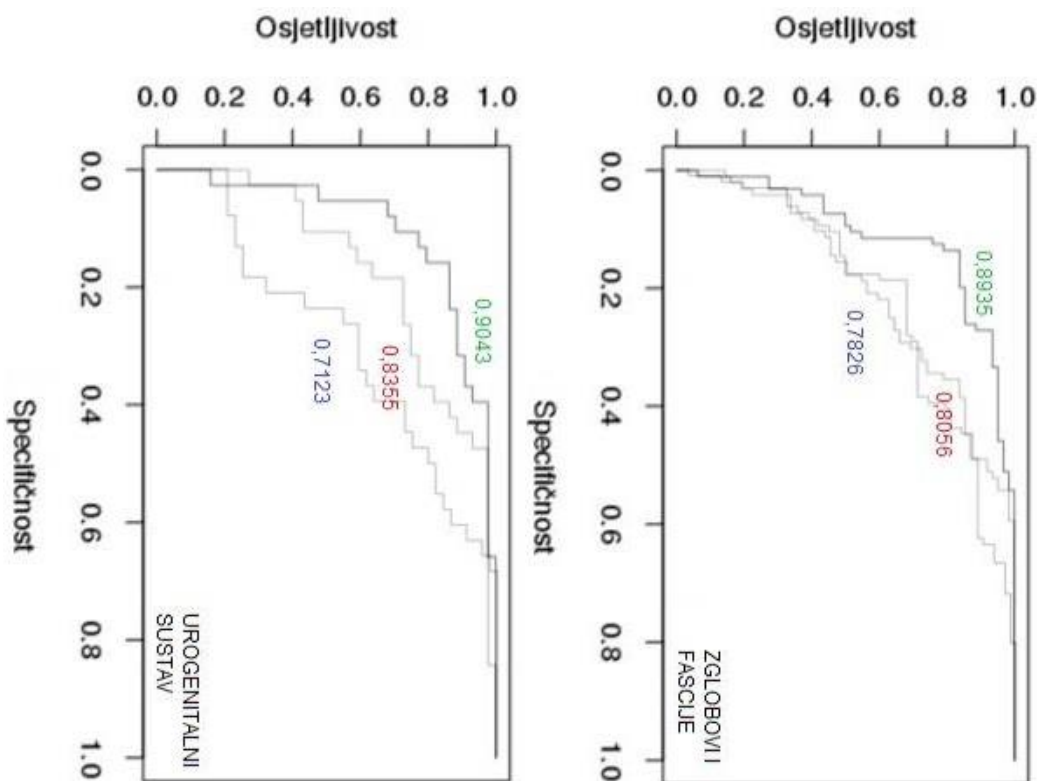 Osjetljivost
0.0 0.2 0.4 0.6 0.8 1.0
0,8935
0,7826
0,8056
ZGLOBOVI I
FASCIJE
0.0 0.2 0.4 0.6 0.8 1.0
Specifičnost
Osjetljivost
0.0 0.2 0.4 0.6 0.8 1.0
0,9043
0,8355
0,7123
UROGENITALNI
SUSTAV
0.0 0.2 0.4 0.6 0.8 1.0
Specifičnost